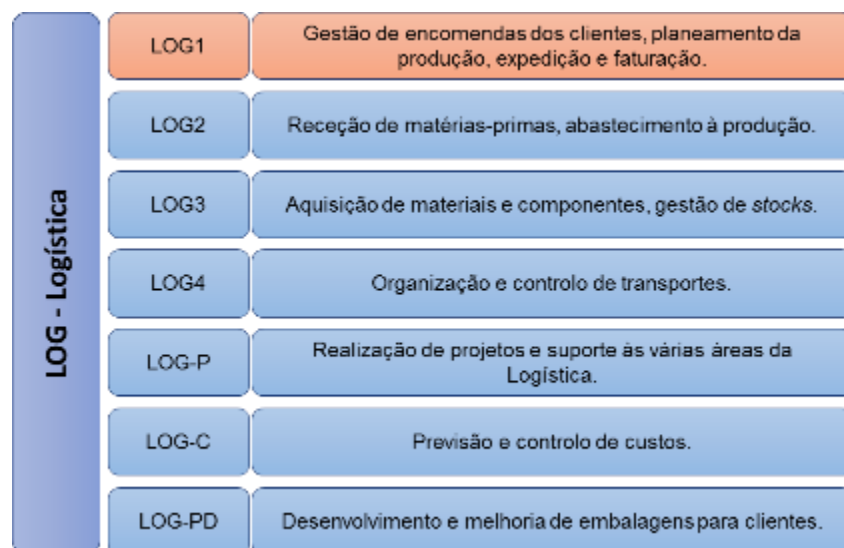 LOG - Logística
LOG1
Gestão de encomendas dos clientes, planeamento da
produção, expedição e faturação.
LOG2
Receção de matérias-primas, abastecimento à produção.
LOG3
Aquisição de materiais e componentes, gestão de stocks.
LOG4
Organização e controlo de transportes.
LOG-P
Realização de projetos e suporte às várias áreas da
Logística.
LOG-C
Previsão e controlo de custos.
LOG-PD
Desenvolvimento e melhoria de embalagens para clientes.